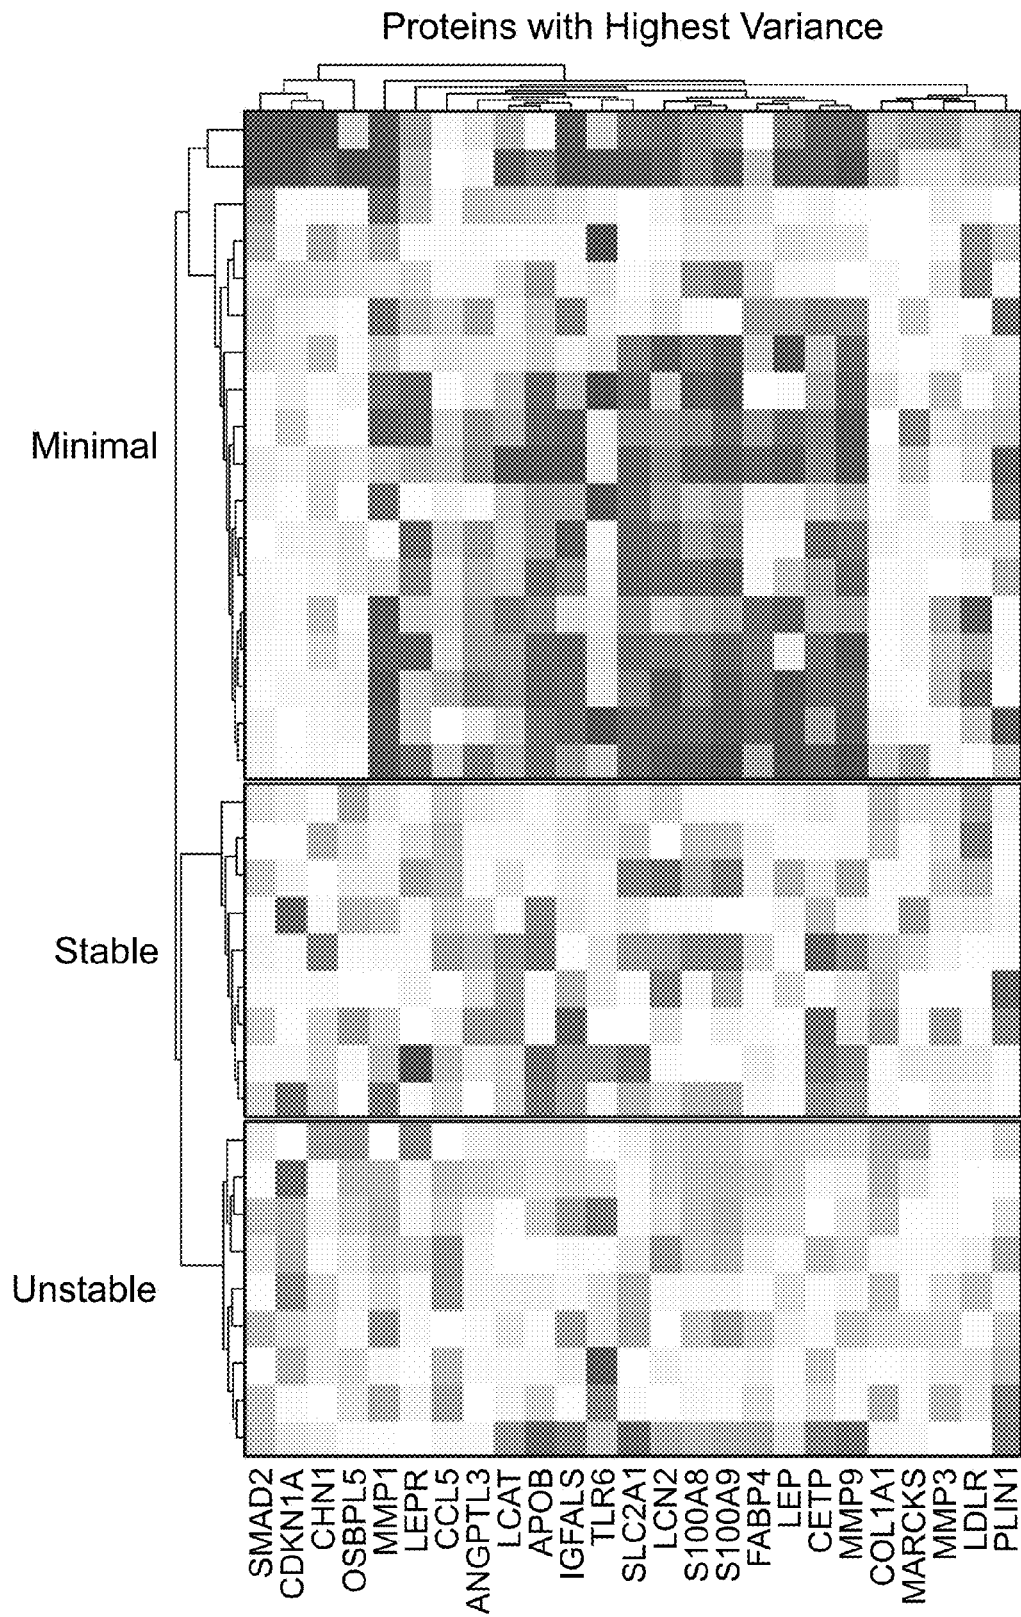 Proteins with Highest Variance
Minimal
Stable
Unstable
SMAD2
CDKN1A
CHN1
OSBPL5
MMP1
LEPR
CCL5
ANGPTL3
LCAT
APOB
IGFALS
TLR6
SLC2A1
LCN2
S100A8
S100A9
FABP4
LEP
CETP
MMP9
COL1A1
MARCKS
MMP3
LDLR
PLIN1